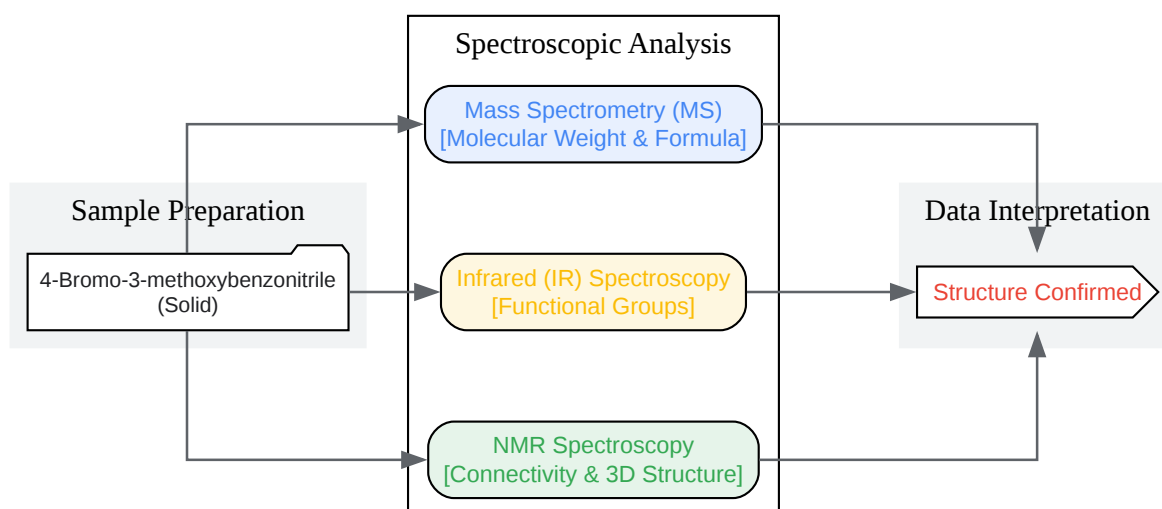 Spectroscopic Analysis
Mass Spectrometry (MS)
[Molecular Weight & Formula]
Sample Preparation
4-Bromo-3-methoxybenzonitrile
(Solid)
Infrared (IR) Spectroscopy
[Functional Groups]
NMR Spectroscopy
[Connectivity & 3D Structure]
Data Interpretation
Structure Confirmed